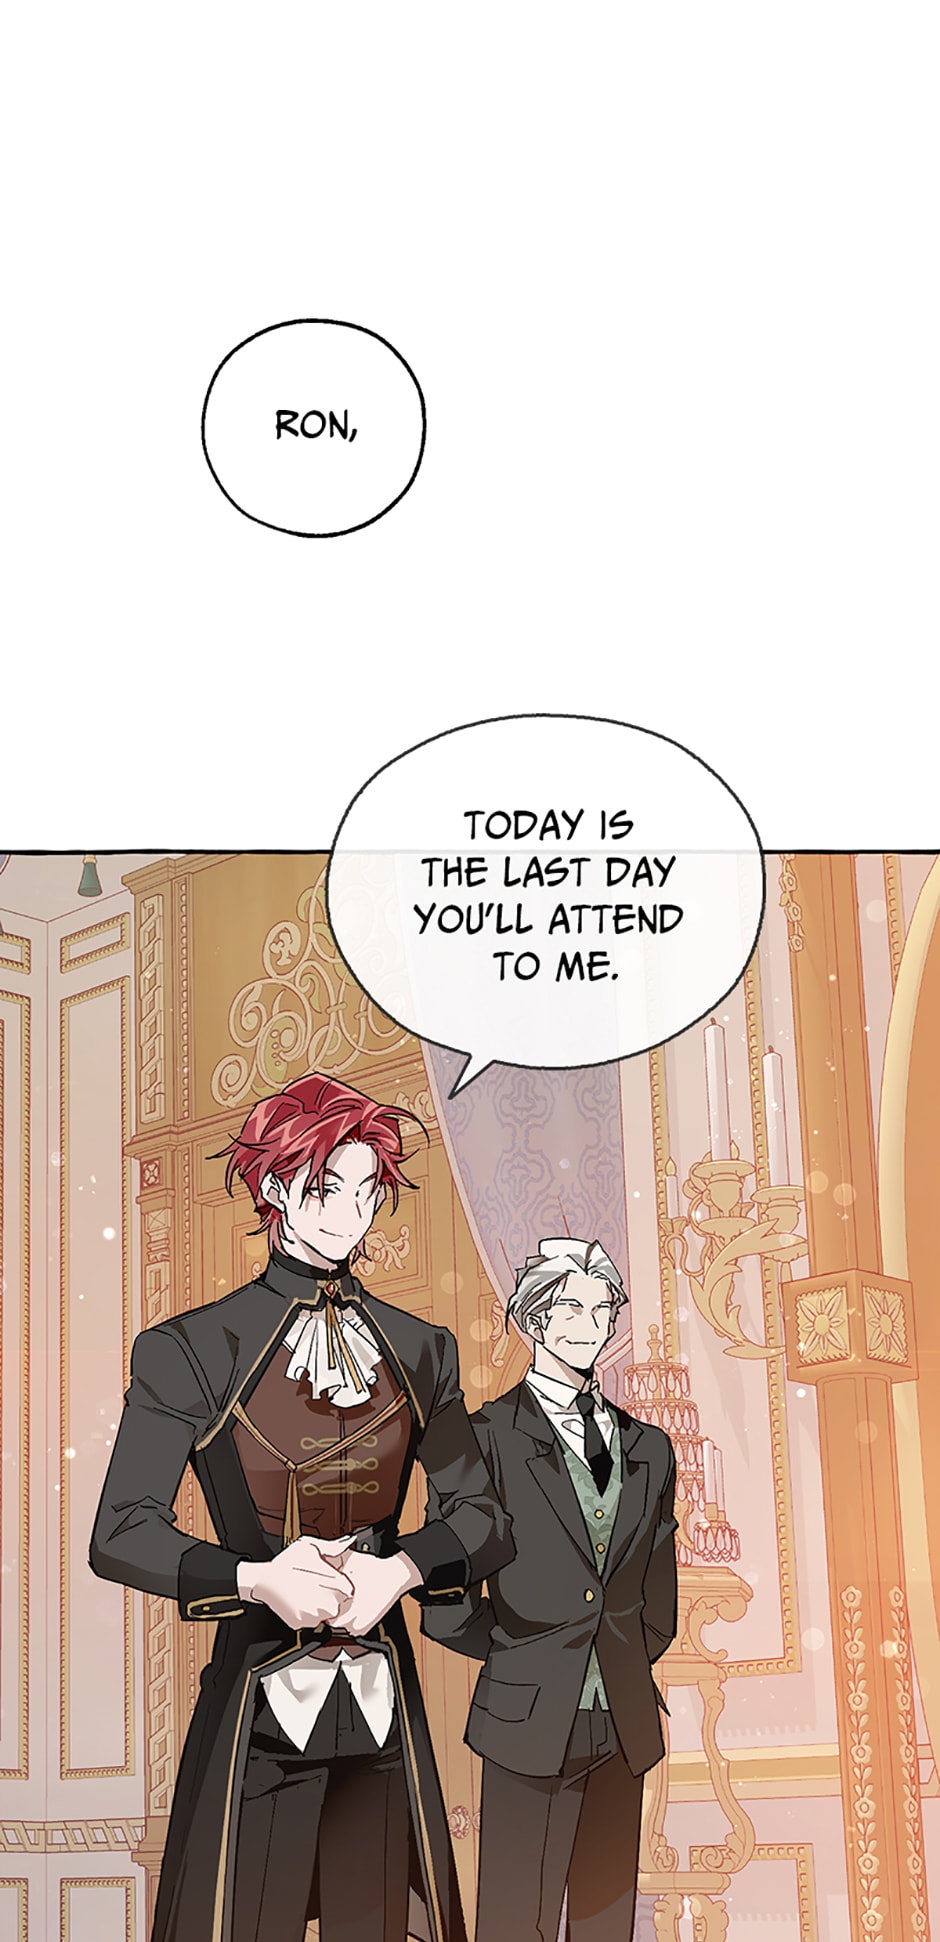 RON,
TODAY IS
THE LAST DAY
YOU'LL ATTEND
TO ME.